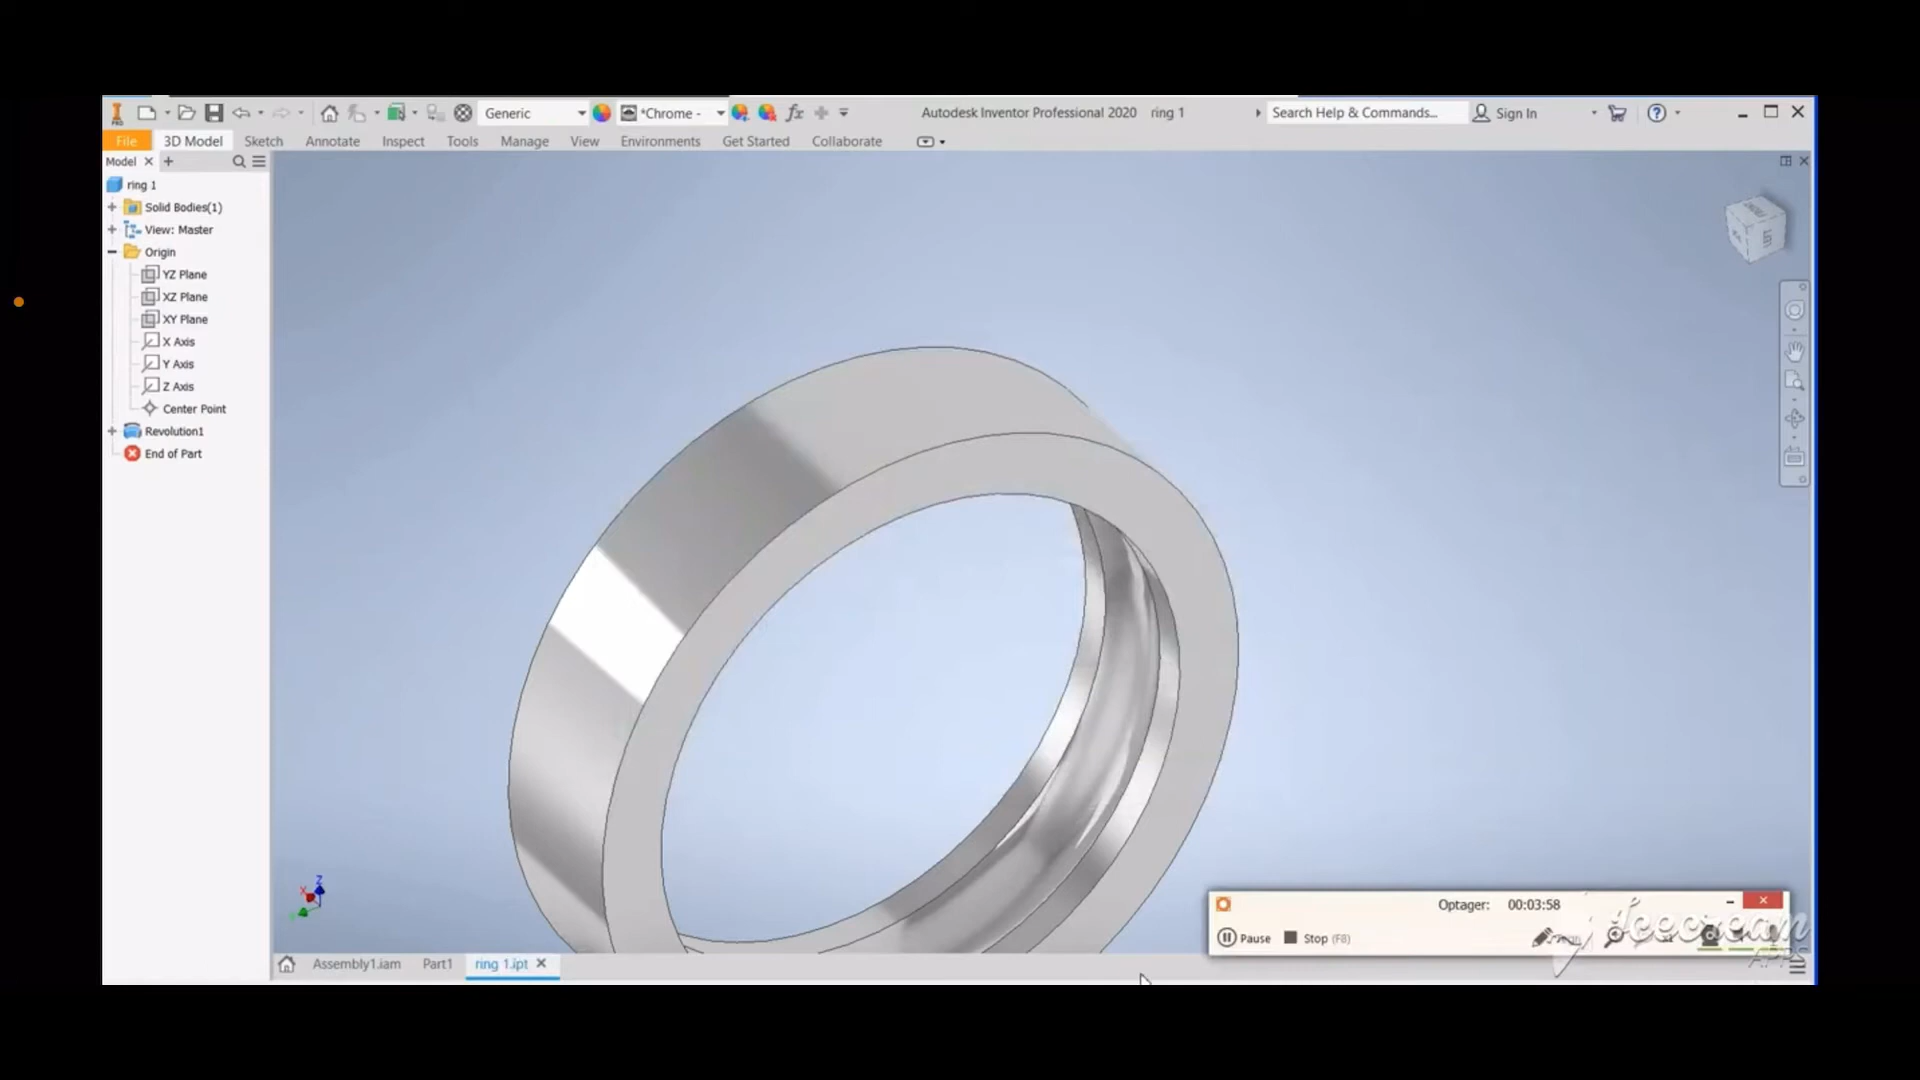 Generic
*Chrome -
fx
Autodesk Inventor Professional 2020
ring 1
Search Help & Commands...
Sign In
File
3D Model
Sketch
Annotate
Inspect
Tools
Manage
View
Environments
Get Started
Collaborate
Model
ring 1
Solid Bodies(1)
View: Master
Origin
YZ Plane
XZ Plane
XY Plane
X Axis
Y Axis
Z Axis
Center Point
Revolution1
End of Part
Z
X
Optager: 00:03:58
Pause
Stop (F8)
Icecream
APPS
Assembly1.iam
Part1
ring 1.ipt